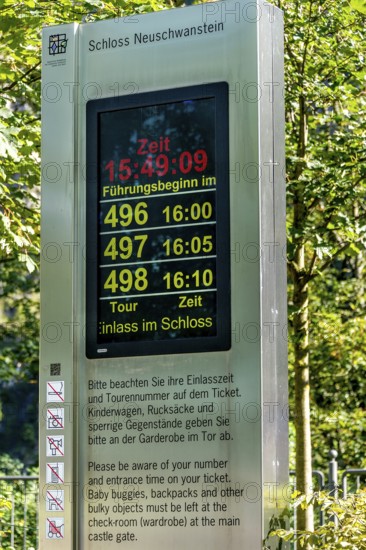 Schloss Neuschwanstein
Zeit
15:49:09
Führungsbeginn im
496 16:00
497 16:05
498 16:10
Tour Zeit
Einlass im Schloss
Bitte beachten Sie ihre Einlasszeit
und Tourennummer auf dem Ticket.
Kinderwagen, Rucksäcke und
sperrige Gegenstände geben Sie
bitte an der Garderobe im Tor ab.
Please be aware of your number
and entrance time on your ticket.
Baby buggies, backpacks and other
bulky objects must be left at the
check-room (wardrobe) at the main
castle gate.